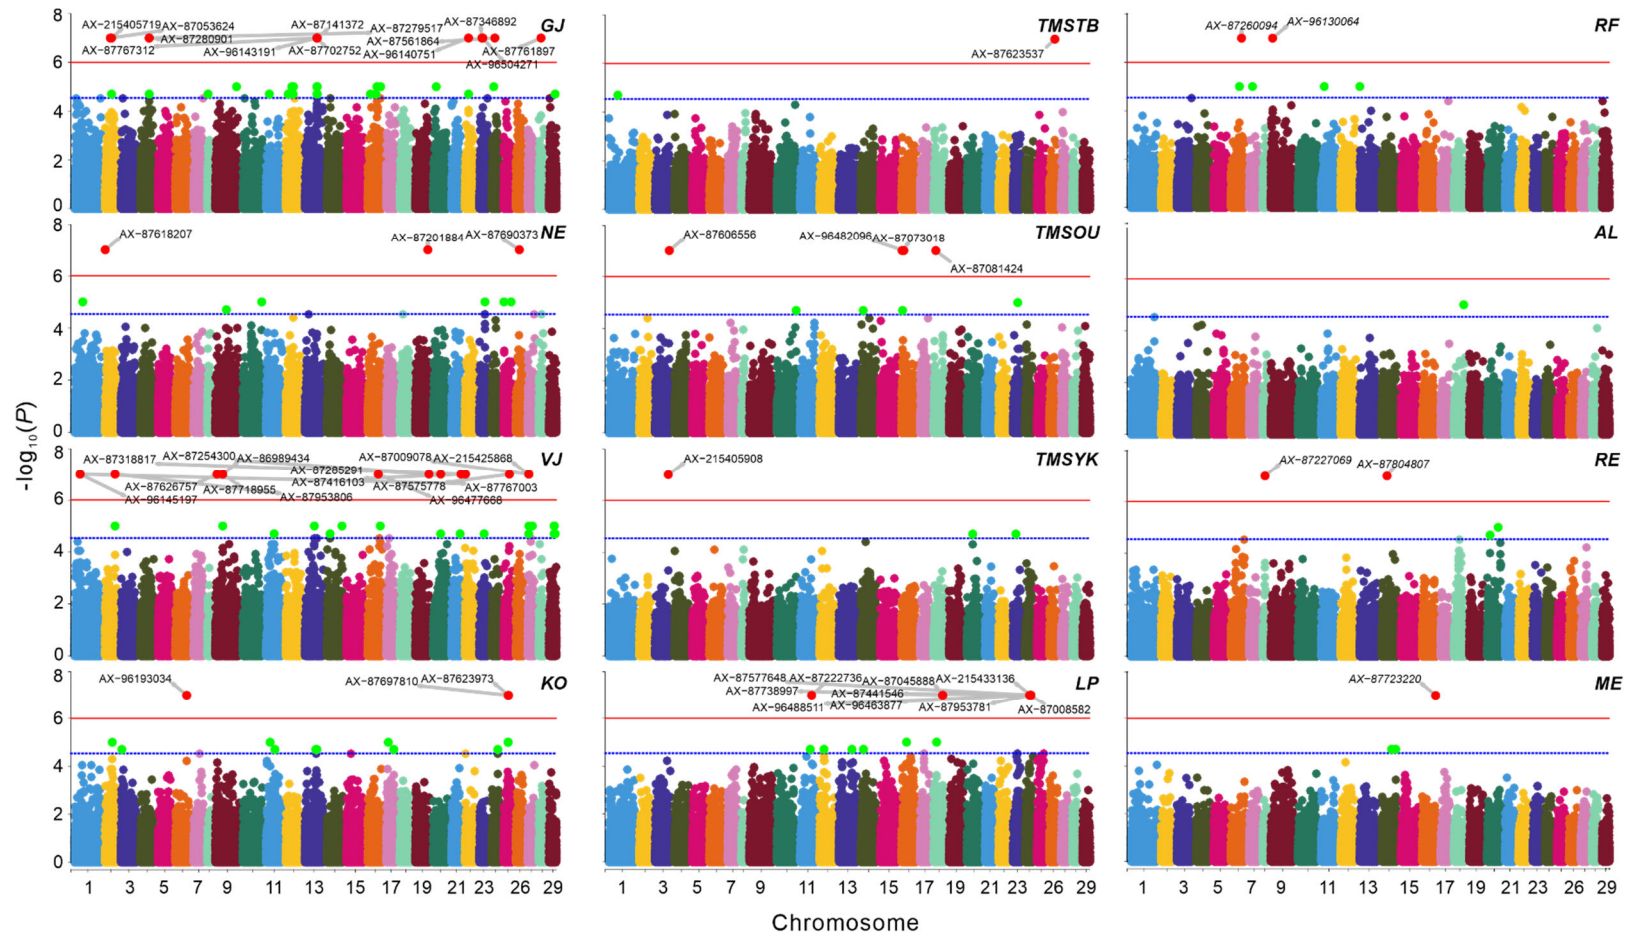 -log10(P)
8
6
4
2
0
GJ
AX-215405719
AX-87053624
AX-87141372
AX-87279517
AX-87346892
AX-87280901
AX-87561864
AX-87767312
AX-96143191
AX-87702752
AX-96140751
AX-87761897
AX-96504271
TMSTB
AX-87623537
RF
AX-87260094
AX-96130064
8
6
4
2
0
NE
AX-87618207
AX-87201884
AX-87690373
TMSOU
AX-87606556
AX-96482096
AX-87073018
AX-87081424
AL
8
6
4
2
0
VJ
AX-87318817
AX-87254300
AX-86989434
AX-87009078
AX-215425868
AX-87285291
AX-87626757
AX-87718955
AX-87416103
AX-87575778
AX-87767003
AX-96145197
AX-87953806
AX-96477668
TMSYK
AX-215405908
RE
AX-87227069
AX-87804807
8
6
4
2
0
KO
AX-96193034
AX-87697810
AX-87623973
LP
AX-87577648
AX-87222736
AX-87045888
AX-215433136
AX-87738997
AX-87441546
AX-96488511
AX-96463877
AX-87953781
AX-87008582
ME
AX-87723220
1 3 5 7 9 11 13 15 17 19 21 23 26 29
1 3 5 7 9 11 13 15 17 19 21 23 26 29
1 3 5 7 9 11 13 15 17 19 22 23 26 29
Chromosome